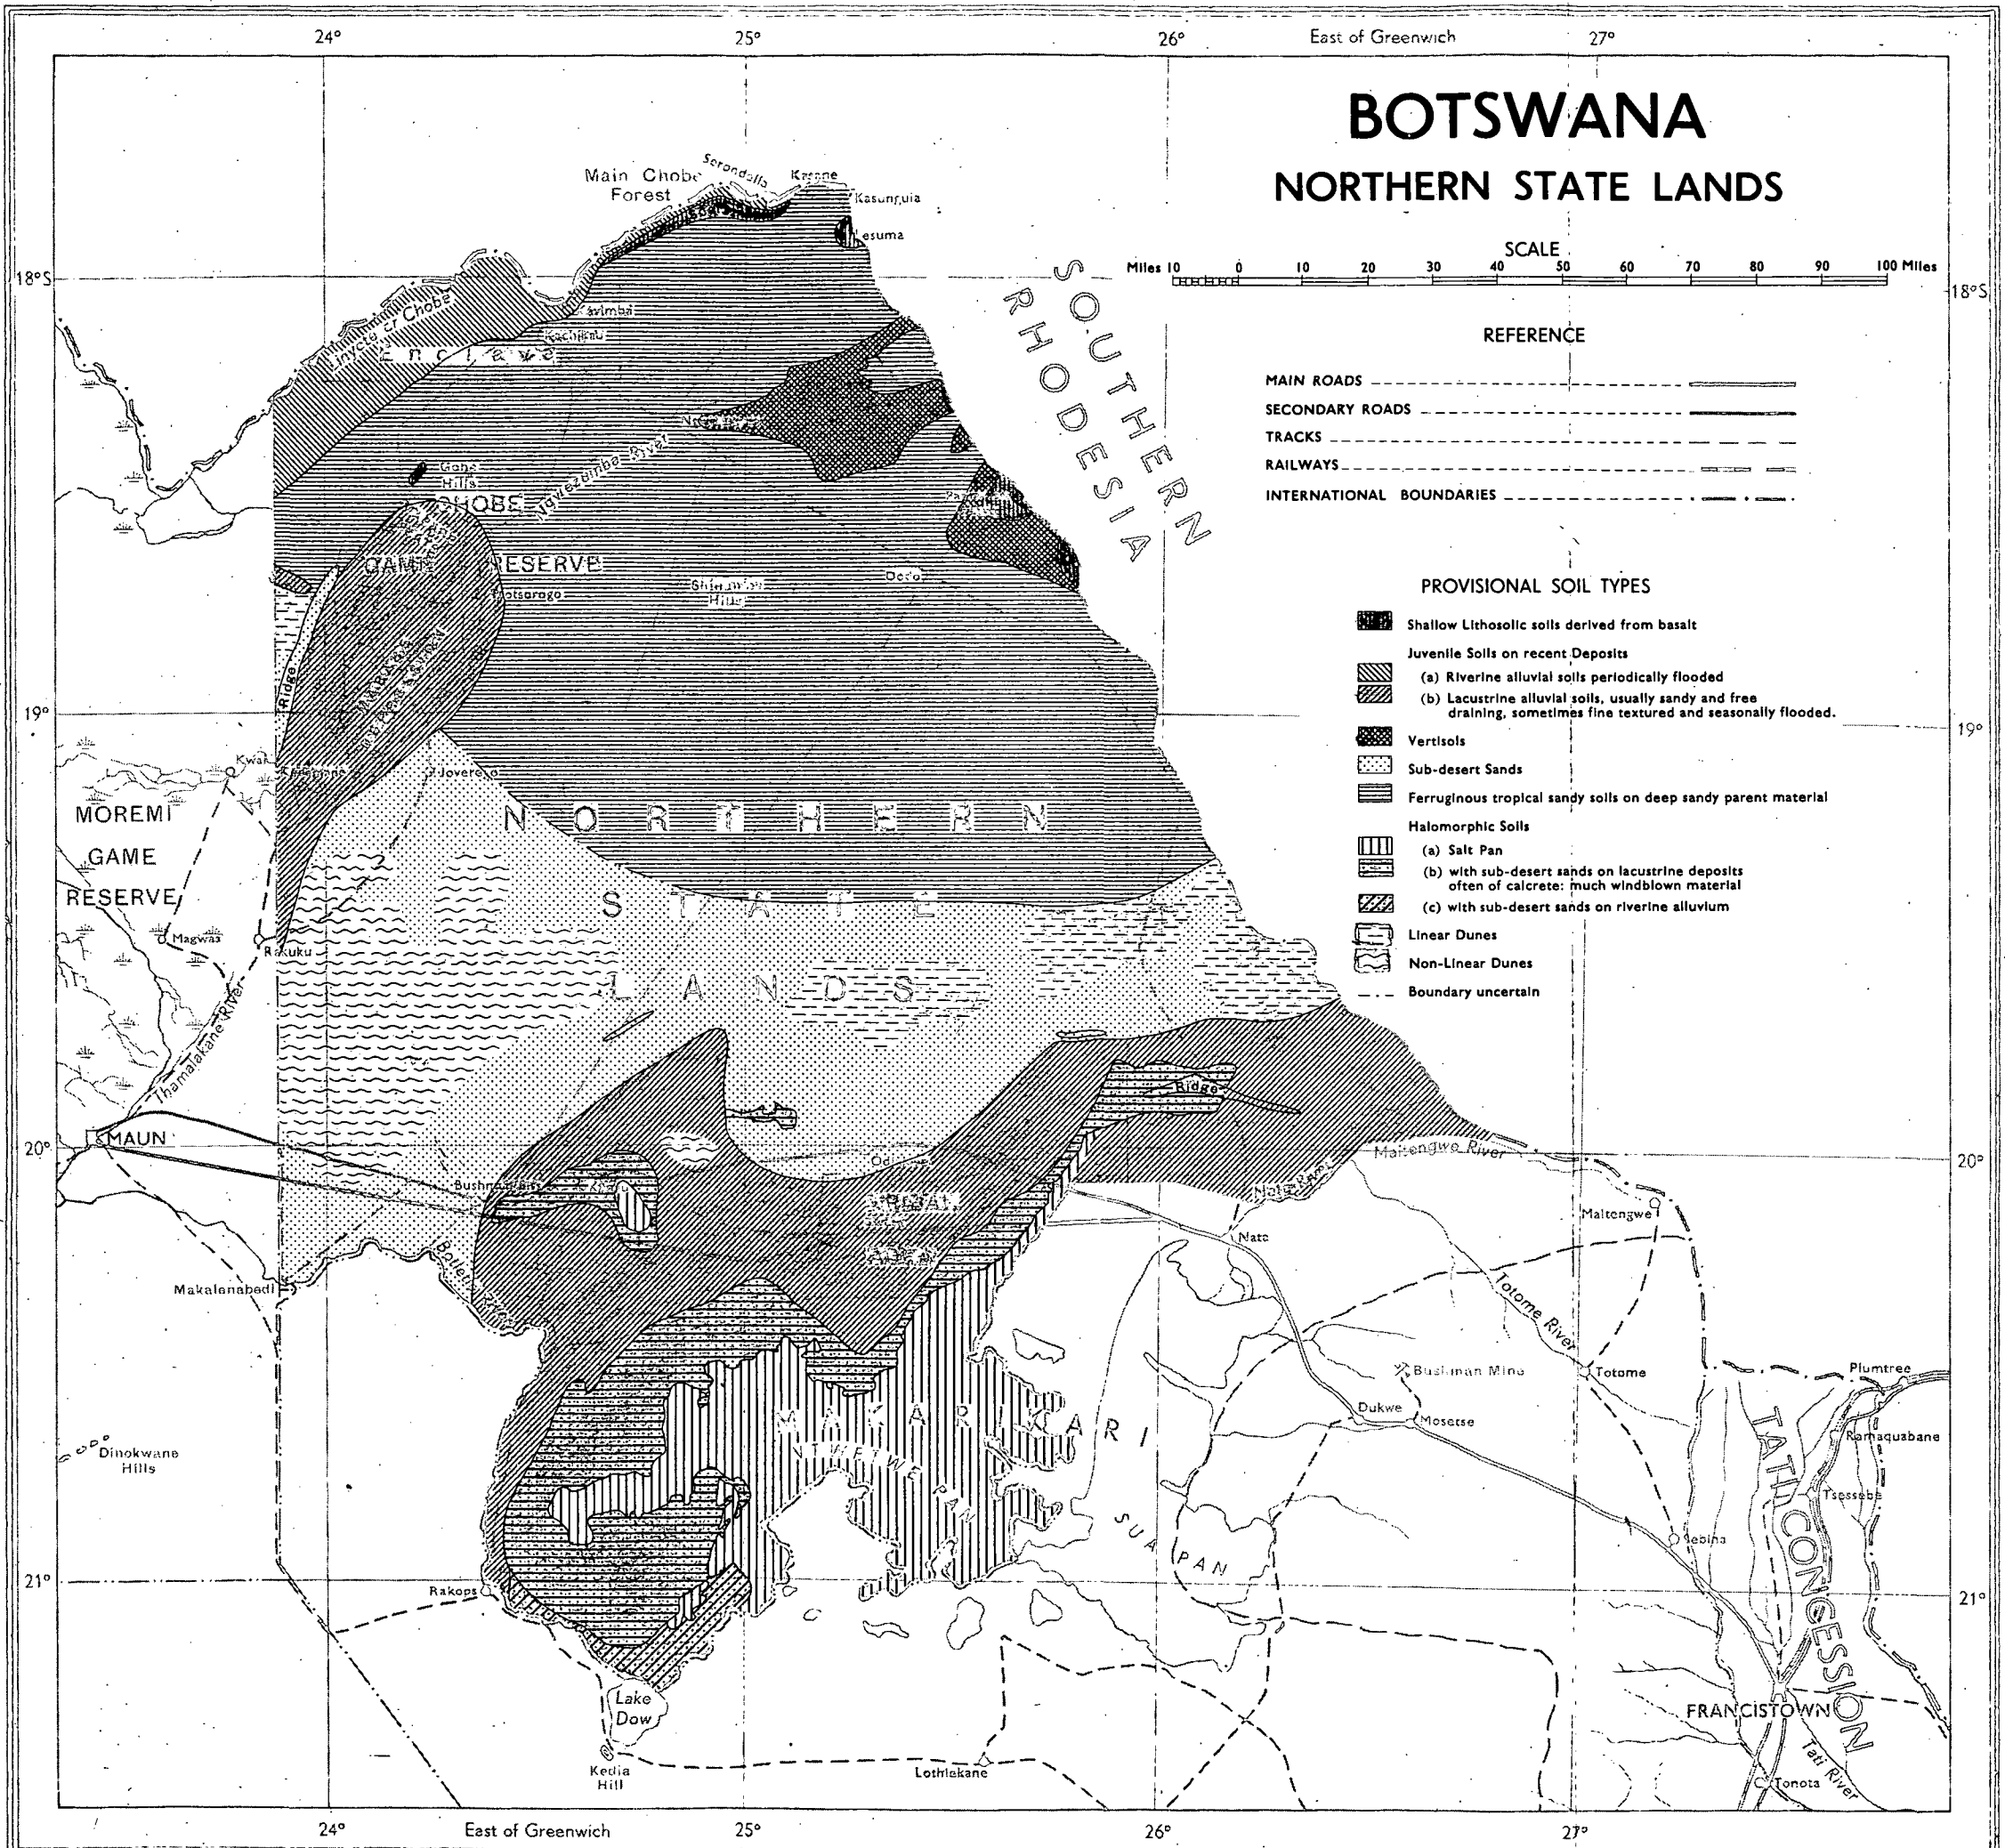 24°
25°
26°
East of Greenwich
27°
BOTSWANA
NORTHERN STATE LANDS
SCALE
Miles 10 0 10 20 30 40 50 60 70 80 90 100 Miles
18°S
18°S
REFERENCE
MAIN ROADS
SECONDARY ROADS
TRACKS
RAILWAYS
INTERNATIONAL BOUNDARIES
PROVISIONAL SOIL TYPES
Shallow Lithosolic soils derived from basalt
Juvenile Soils on recent Deposits
(a) Riverine alluvial soils periodically flooded
(b) Lacustrine alluvial soils, usually sandy and free
draining, sometimes fine textured and seasonally flooded.
Vertisols
Sub-desert Sands
Ferruginous tropical sandy soils on deep sandy parent material
Halomorphic Soils
(a) Salt Pan
(b) with sub-desert sands on lacustrine deposits
often of calcrete: much windblown material
(c) with sub-desert sands on riverine alluvium
Linear Dunes
Non-Linear Dunes
Boundary uncertain
Main Chobe
Forest
Serondella
Kasane
Kasungula
Lesuma
SOUTHERN
RHODESIA
Kavimba
Kachikau
Enclave
Ngwezumba River
Gubatsha
Hills
CHOBE
GAME RESERVE
Tsotsoroga
Hills
Ridge
19°
19°
Kwai
MOREMI
GAME
RESERVE
Magwas
Rakuku
Thamalakane River
NORTHERN
STATE
LANDS
Ridge
MAUN
20°
20°
Maitengwe River
Nata River
Maitengwe
Nata
Makalanabedi
Totome River
Bushman Mine
Totome
Plumtree
Dukwe
Mosetse
Ramaquabane
MAKARIKARI
NTWETWE PAN
SUA PAN
Dinokwane
Hills
TATI CONCESSION
Tsessebe
Sebina
Rakops
21°
21°
Lake
Dow
FRANCISTOWN
Tati River
Kedia
Hill
Lothlekane
Tonota
24°
East of Greenwich
25°
26°
27°